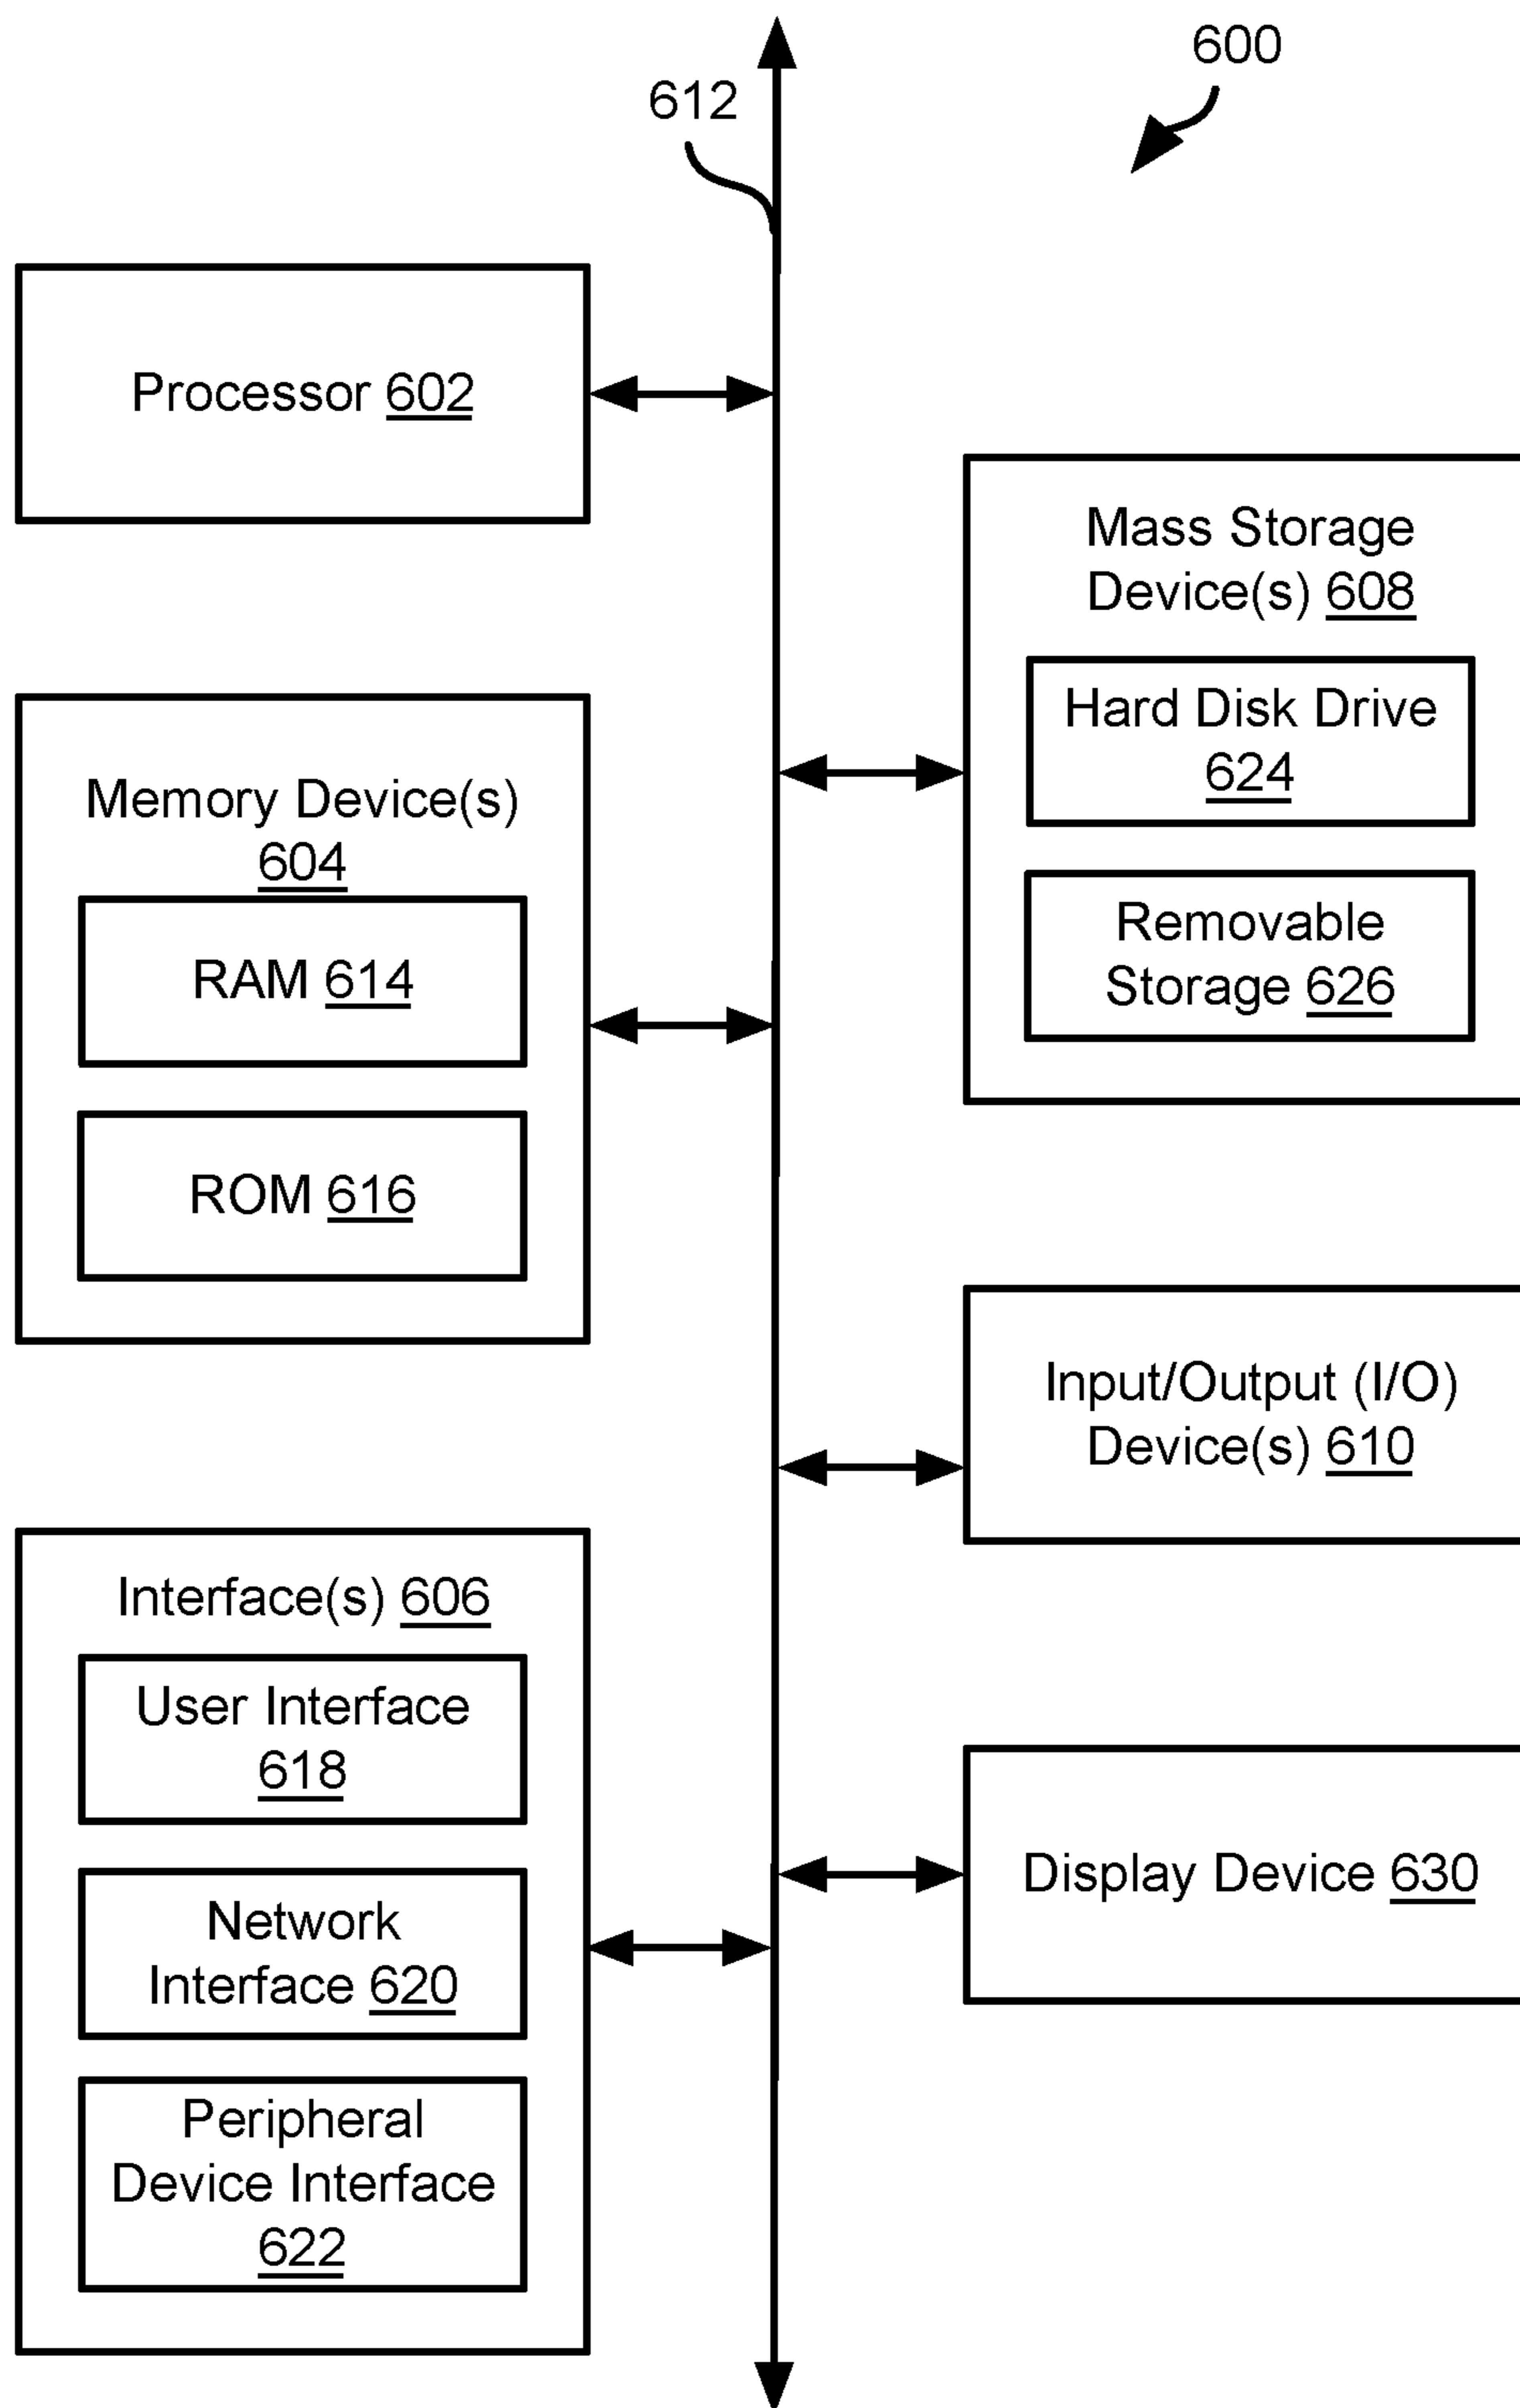 600
612
Processor 602
Mass Storage
Device(s) 608
Hard Disk Drive
624
Removable
Storage 626
Memory Device(s)
604
RAM 614
ROM 616
Input/Output (I/O)
Device(s) 610
Interface(s) 606
User Interface
618
Network
Interface 620
Peripheral
Device Interface
622
Display Device 630